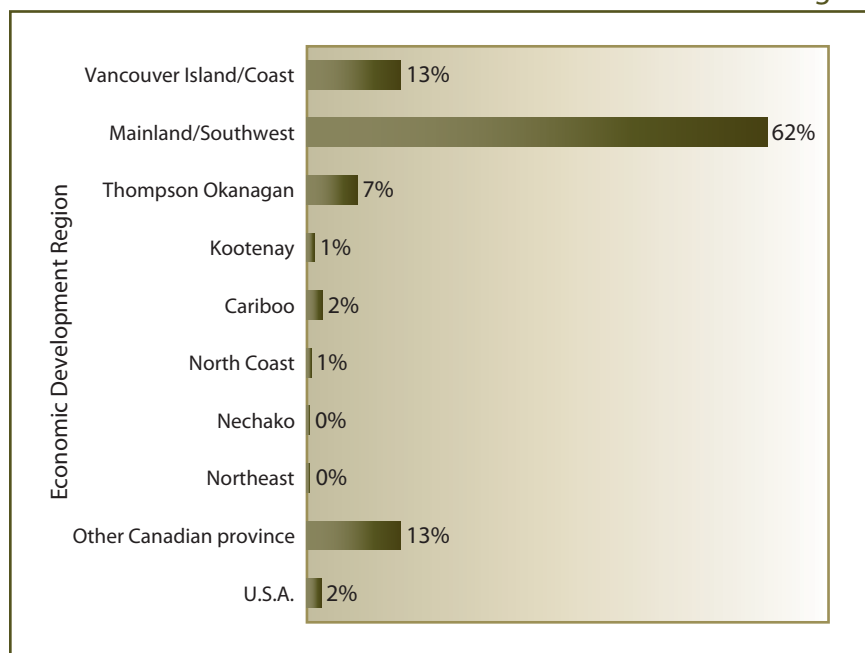 Vancouver Island/Coast 13%
Mainland/Southwest 62%
Thompson Okanagan 7%
Kootenay 1%
Cariboo 2%
North Coast 1%
Nechako 0%
Northeast 0%
Other Canadian province 13%
U.S.A. 2%
Economic Development Region